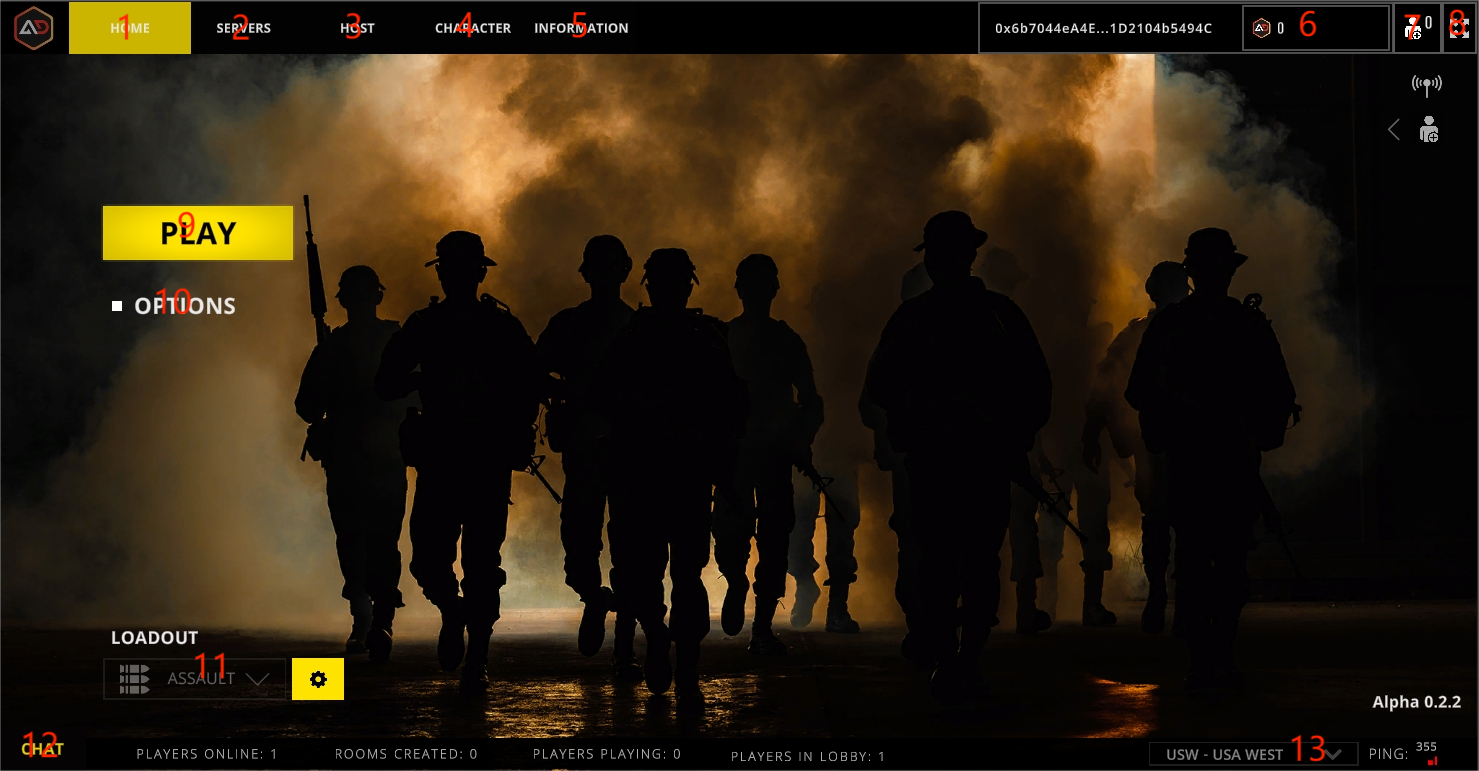 1 HOME 2 SERVERS 3 HOST 4 CHARACTER 5 INFORMATION 0x6b7044eA4E...1D2104b5494C 0 6 7 0 8
9 PLAY
10 OPTIONS
LOADOUT
11 ASSAULT
Alpha 0.2.2
12 CHAT PLAYERS ONLINE: 1 ROOMS CREATED: 0 PLAYERS PLAYING: 0 PLAYERS IN LOBBY: 1 USW - USA WEST 13 PING: 355